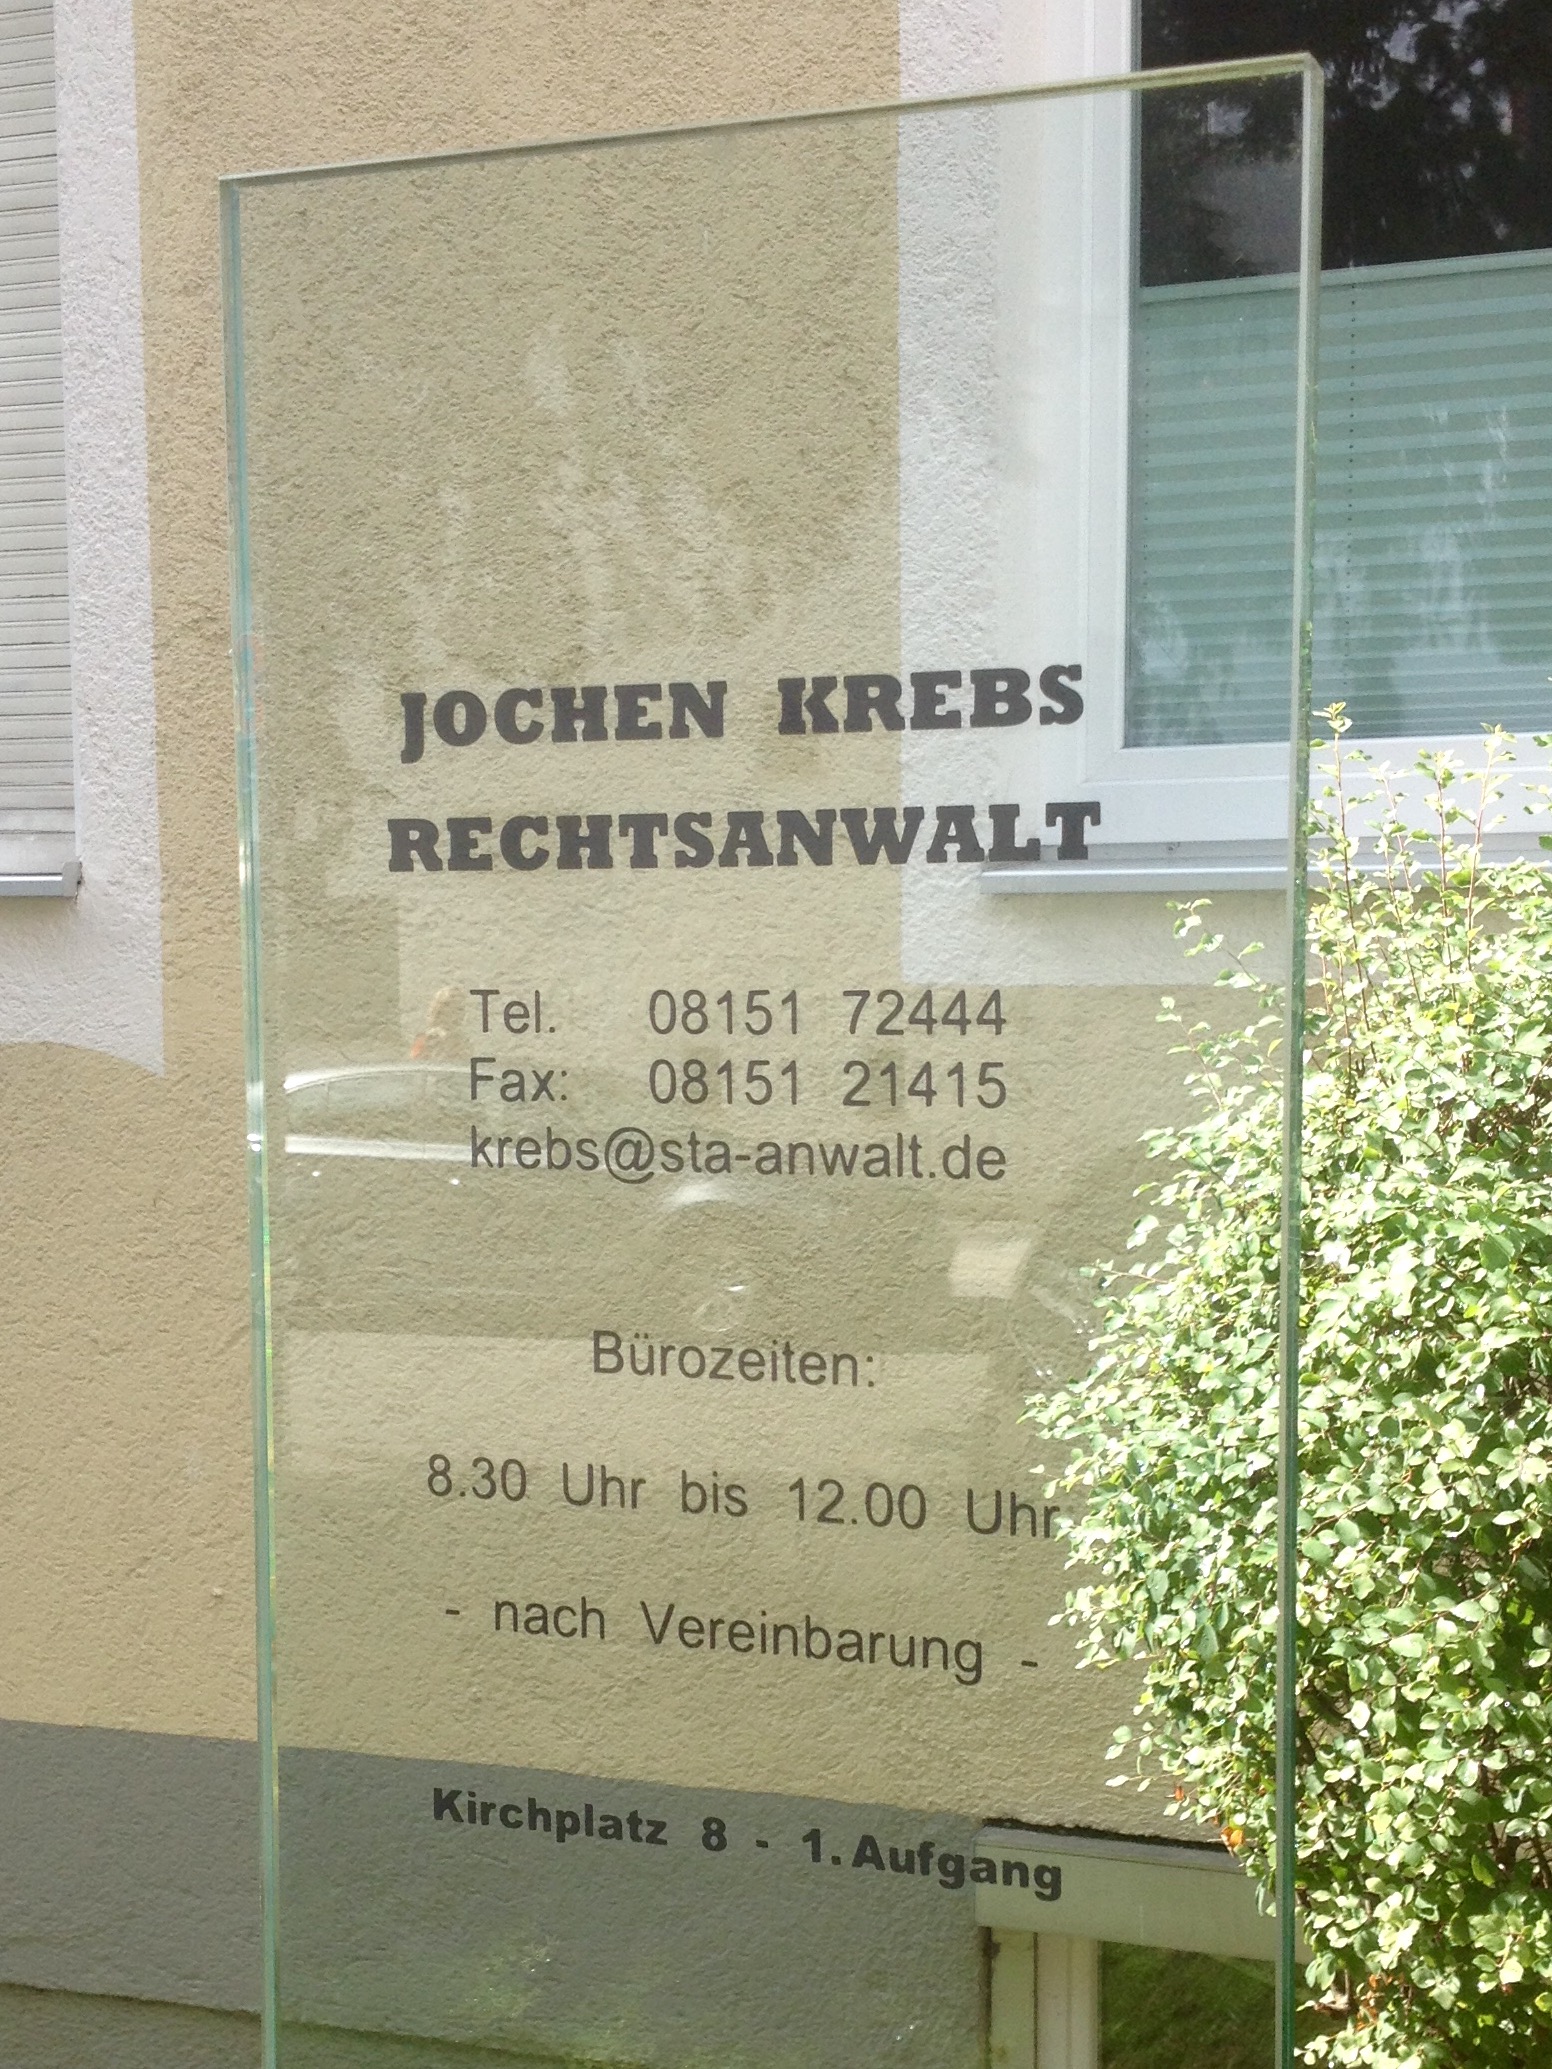 JOCHEN KREBS
RECHTSANWALT
Tel. 08151 72444
Fax: 08151 21415
krebs@sta-anwalt.de
Bürozeiten:
8.30 Uhr bis 12.00 Uhr
- nach Vereinbarung -
Kirchplatz 8 - 1. Aufgang